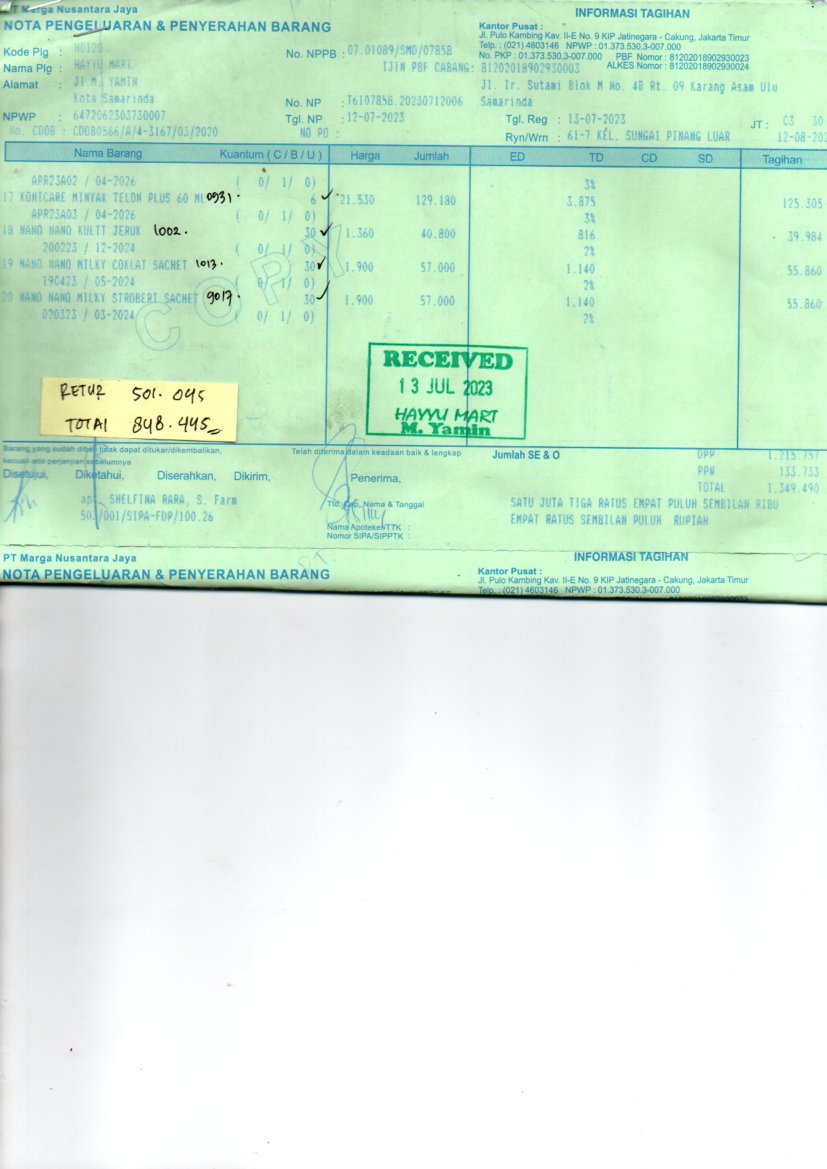 PT Marga Nusantara Jaya
NOTA PENGELUARAN & PENYERAHAN BARANG
INFORMASI TAGIHAN
Kantor Pusat :
Jl. Pulo Kambing Kav. II-E No. 9 KIP Jatinegara - Cakung, Jakarta Timur
Telp. : (021) 4603146 NPWP : 01.373.530.3-007.000
No. PKP : 01.373.530.3-007.000 PBF Nomor : 81202018902930023
ALKES Nomor : 81202018902930024
Kode Plg : H0120
No. NPPB : 07.01089/SMD/07858
Nama Plg : HAYYU MART
IJIN PBF CABANG: 81202018902930003
Alamat : Jl.M. YAMIN
Jl. Ir. Sutami Blok M No. 48 Rt. 09 Karang Asam Ulu
Kota Samarinda
No. NP : T6107858.20230712006
Samarinda
NPWP : 6472062303730007
Tgl. NP : 12-07-2023
Tgl. Reg : 13-07-2023
JT : C3 30
No. CDOB : CDOB0566/A/4-3167/03/2020
NO PO :
Ryn/Wrn : 61-7 KEL. SUNGAI PINANG LUAR
12-08-202
Nama Barang Kuantum ( C / B / U ) Harga Jumlah ED TD CD SD Tagihan
APR23A02 / 04-2026 ( 0/ 1/ 0) 3%
17 KONICARE MINYAK TELON PLUS 60 ML 0931. 6 21.530 129.180 3.875 125.305
APR23A03 / 04-2026 ( 0/ 1/ 0) 3%
18 NANO NANO KULIT JERUK 1002. 30 1.360 40.800 816 39.984
200223 / 12-2024 ( 0/ 1/ 0) 2%
19 NANO NANO MILKY COKLAT SACHET 1013. 30 1.900 57.000 1.140 55.860
190423 / 05-2024 ( 0/ 1/ 0) 2%
20 NANO NANO MILKY STROBERI SACHET 9017. 30 1.900 57.000 1.140 55.860
020323 / 03-2024 ( 0/ 1/ 0) 2%
COPY
RECEIVED
13 JUL 2023
HAYYU MART
M. Yamin
RETUR 501.045
TOTAl 848.445
Barang yang sudah dibeli tidak dapat ditukar/dikembalikan,
kecuali ada perjanjian sebelumnya
Telah diterima dalam keadaan baik & lengkap
Jumlah SE & O
DPP 1.215.757
PPN 133.733
TOTAL 1.349.490
Disetujui, Diketahui, Diserahkan, Dikirim, Penerima,
apt. SHELFINA RARA, S. Farm
503/001/SIPA-FDP/100.26
Ttd, Cap, Nama & Tanggal
Nama Apoteker/TTK :
Nomor SIPA/SIPPTK :
SATU JUTA TIGA RATUS EMPAT PULUH SEMBILAN RIBU
EMPAT RATUS SEMBILAN PULUH RUPIAH
PT Marga Nusantara Jaya
NOTA PENGELUARAN & PENYERAHAN BARANG
INFORMASI TAGIHAN
Kantor Pusat :
Jl. Pulo Kambing Kav. II-E No. 9 KIP Jatinegara - Cakung, Jakarta Timur
Telp. : (021) 4603146 NPWP : 01.373.530.3-007.000